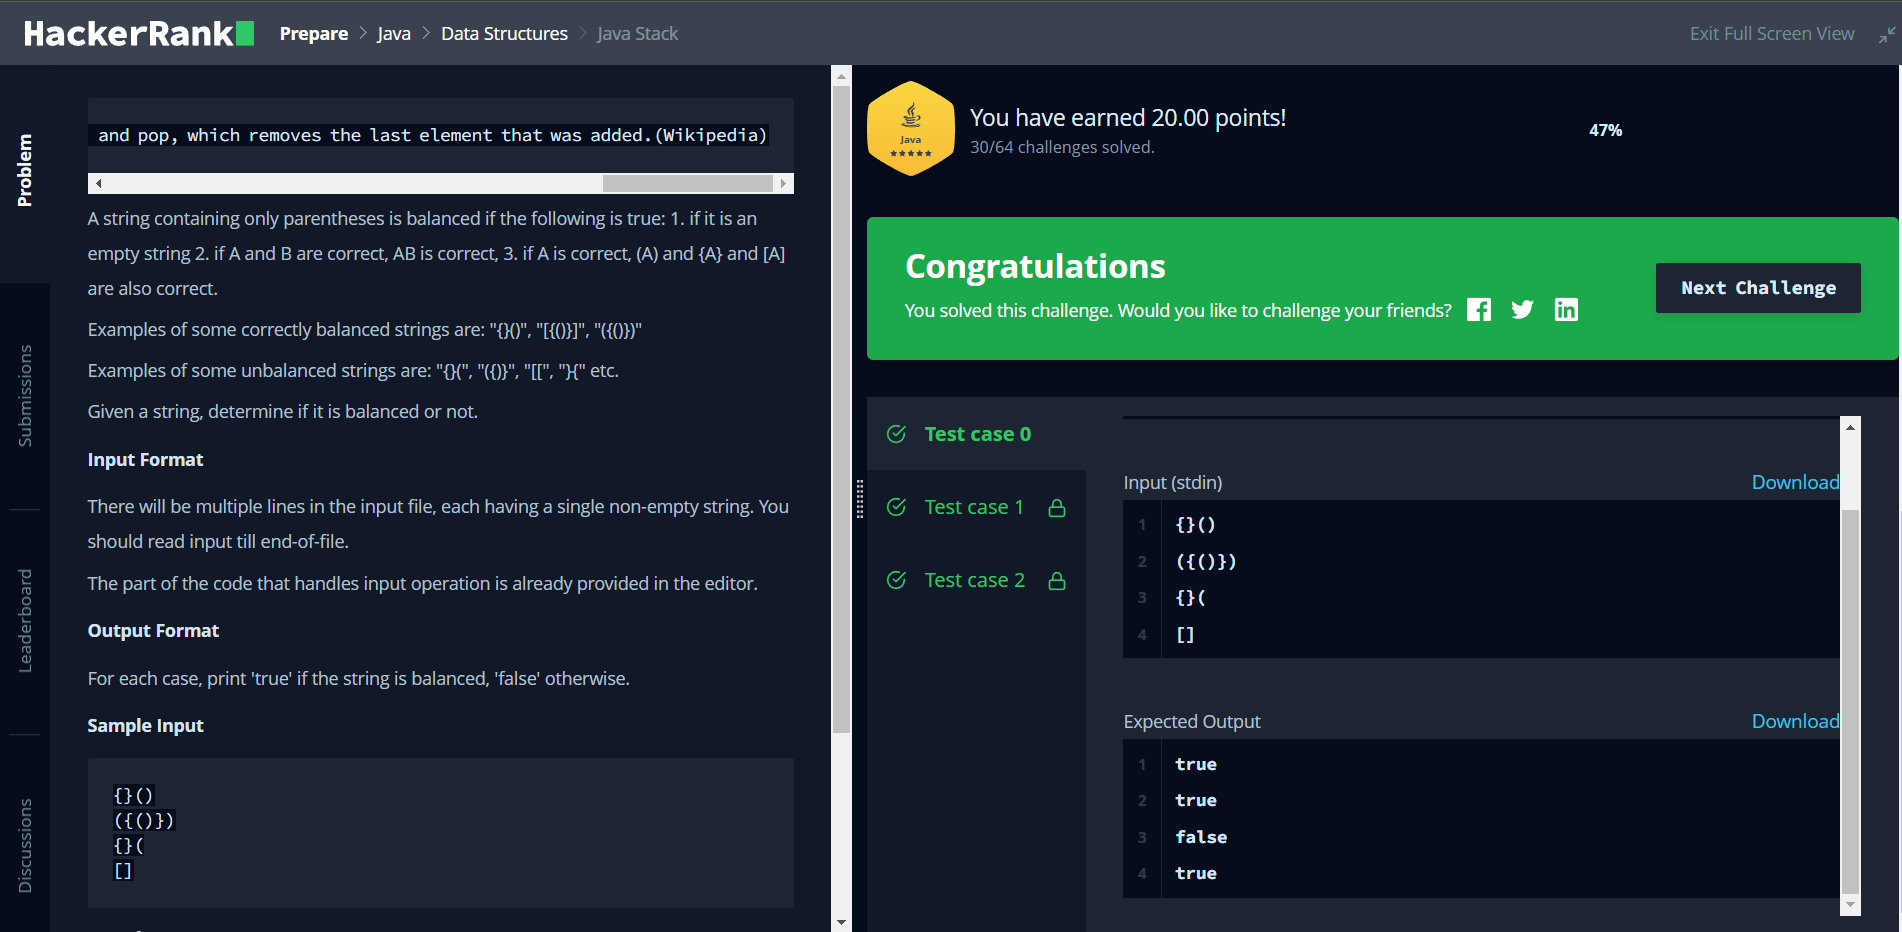 HackerRank Prepare > Java > Data Structures > Java Stack Exit Full Screen View
Problem
Submissions
Leaderboard
Discussions
and pop, which removes the last element that was added.(Wikipedia)
A string containing only parentheses is balanced if the following is true: 1. if it is an
empty string 2. if A and B are correct, AB is correct, 3. if A is correct, (A) and {A} and [A]
are also correct.
Examples of some correctly balanced strings are: "{}()", "[{()}]", "({()})"
Examples of some unbalanced strings are: "{}(", "({)}", "[[", "}{" etc.
Given a string, determine if it is balanced or not.
Input Format
There will be multiple lines in the input file, each having a single non-empty string. You
should read input till end-of-file.
The part of the code that handles input operation is already provided in the editor.
Output Format
For each case, print 'true' if the string is balanced, 'false' otherwise.
Sample Input
{}()
({()})
{}(
[]
Java
You have earned 20.00 points!
30/64 challenges solved.
47%
Congratulations
You solved this challenge. Would you like to challenge your friends?
Next Challenge
Test case 0
Test case 1
Test case 2
Input (stdin) Download
1 {}()
2 ({()})
3 {}(
4 []
Expected Output Download
1 true
2 true
3 false
4 true